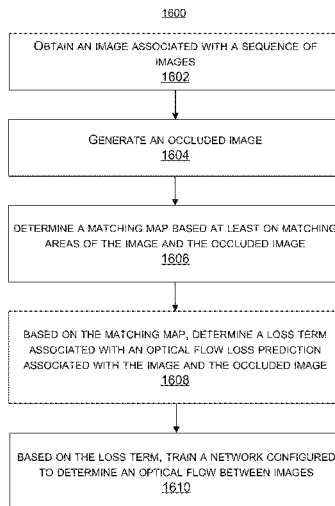 1600
OBTAIN AN IMAGE ASSOCIATED WITH A SEQUENCE OF
IMAGES
1602
GENERATE AN OCCLUDED IMAGE
1604
DETERMINE A MATCHING MAP BASED AT LEAST ON MATCHING
AREAS OF THE IMAGE AND THE OCCLUDED IMAGE
1606
BASED ON THE MATCHING MAP, DETERMINE A LOSS TERM
ASSOCIATED WITH AN OPTICAL FLOW LOSS PREDICTION
ASSOCIATED WITH THE IMAGE AND THE OCCLUDED IMAGE
1608
BASED ON THE LOSS TERM, TRAIN A NETWORK CONFIGURED
TO DETERMINE AN OPTICAL FLOW BETWEEN IMAGES
1610